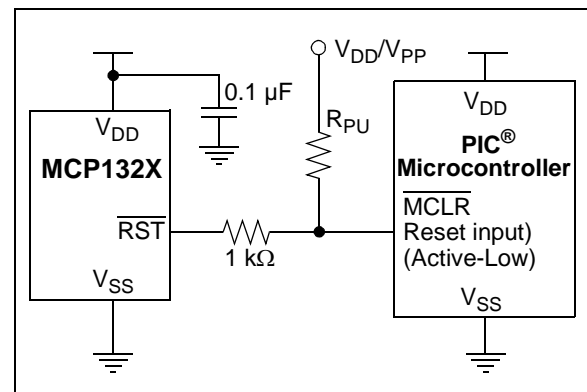 V_DD/V_PP
0.1 µF
V_DD
MCP132X
RST
V_SS
1 kΩ
R_PU
V_DD
PIC®
Microcontroller
MCLR
Reset input)
(Active-Low)
V_SS